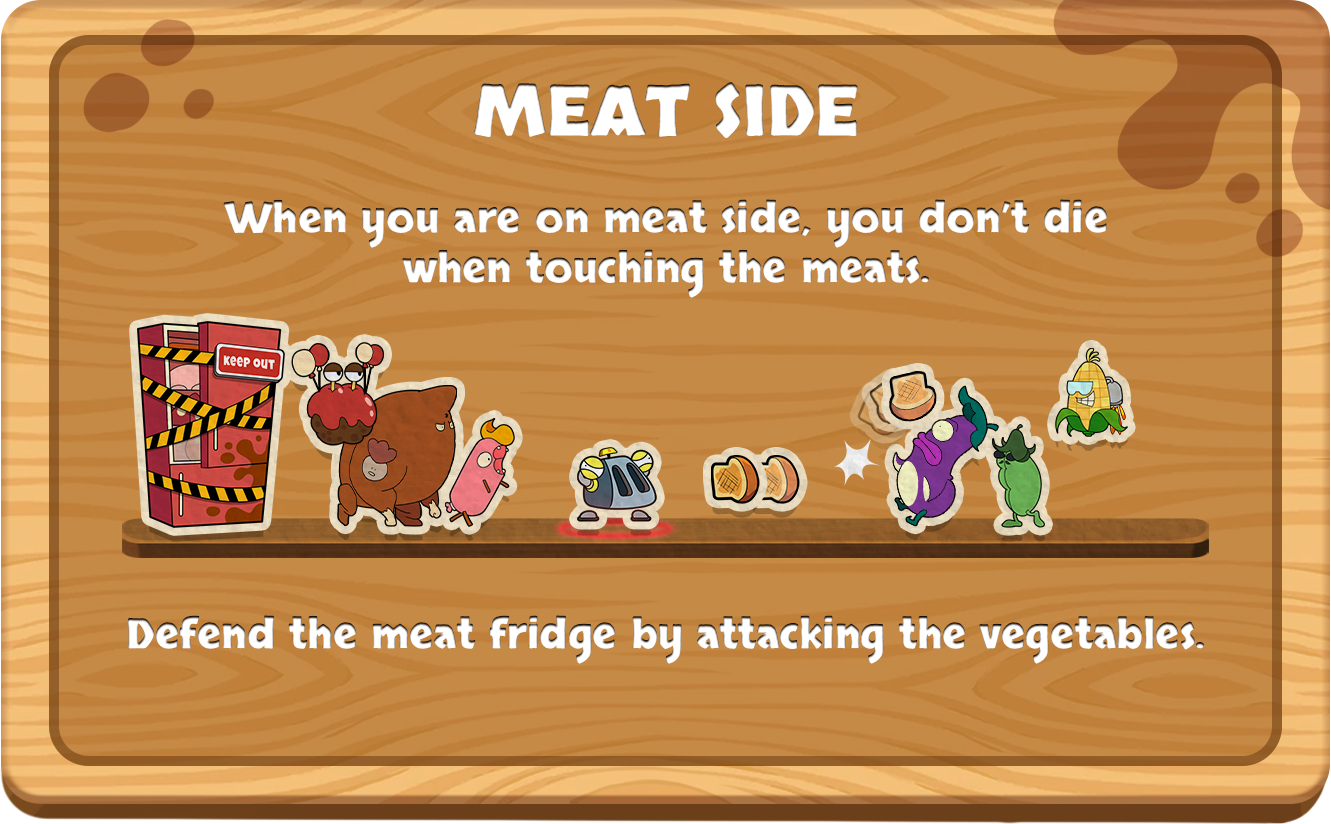 MEAT SIDE
When you are on meat side, you don't die
when touching the meats.
KEEP OUT
Defend the meat fridge by attacking the vegetables.